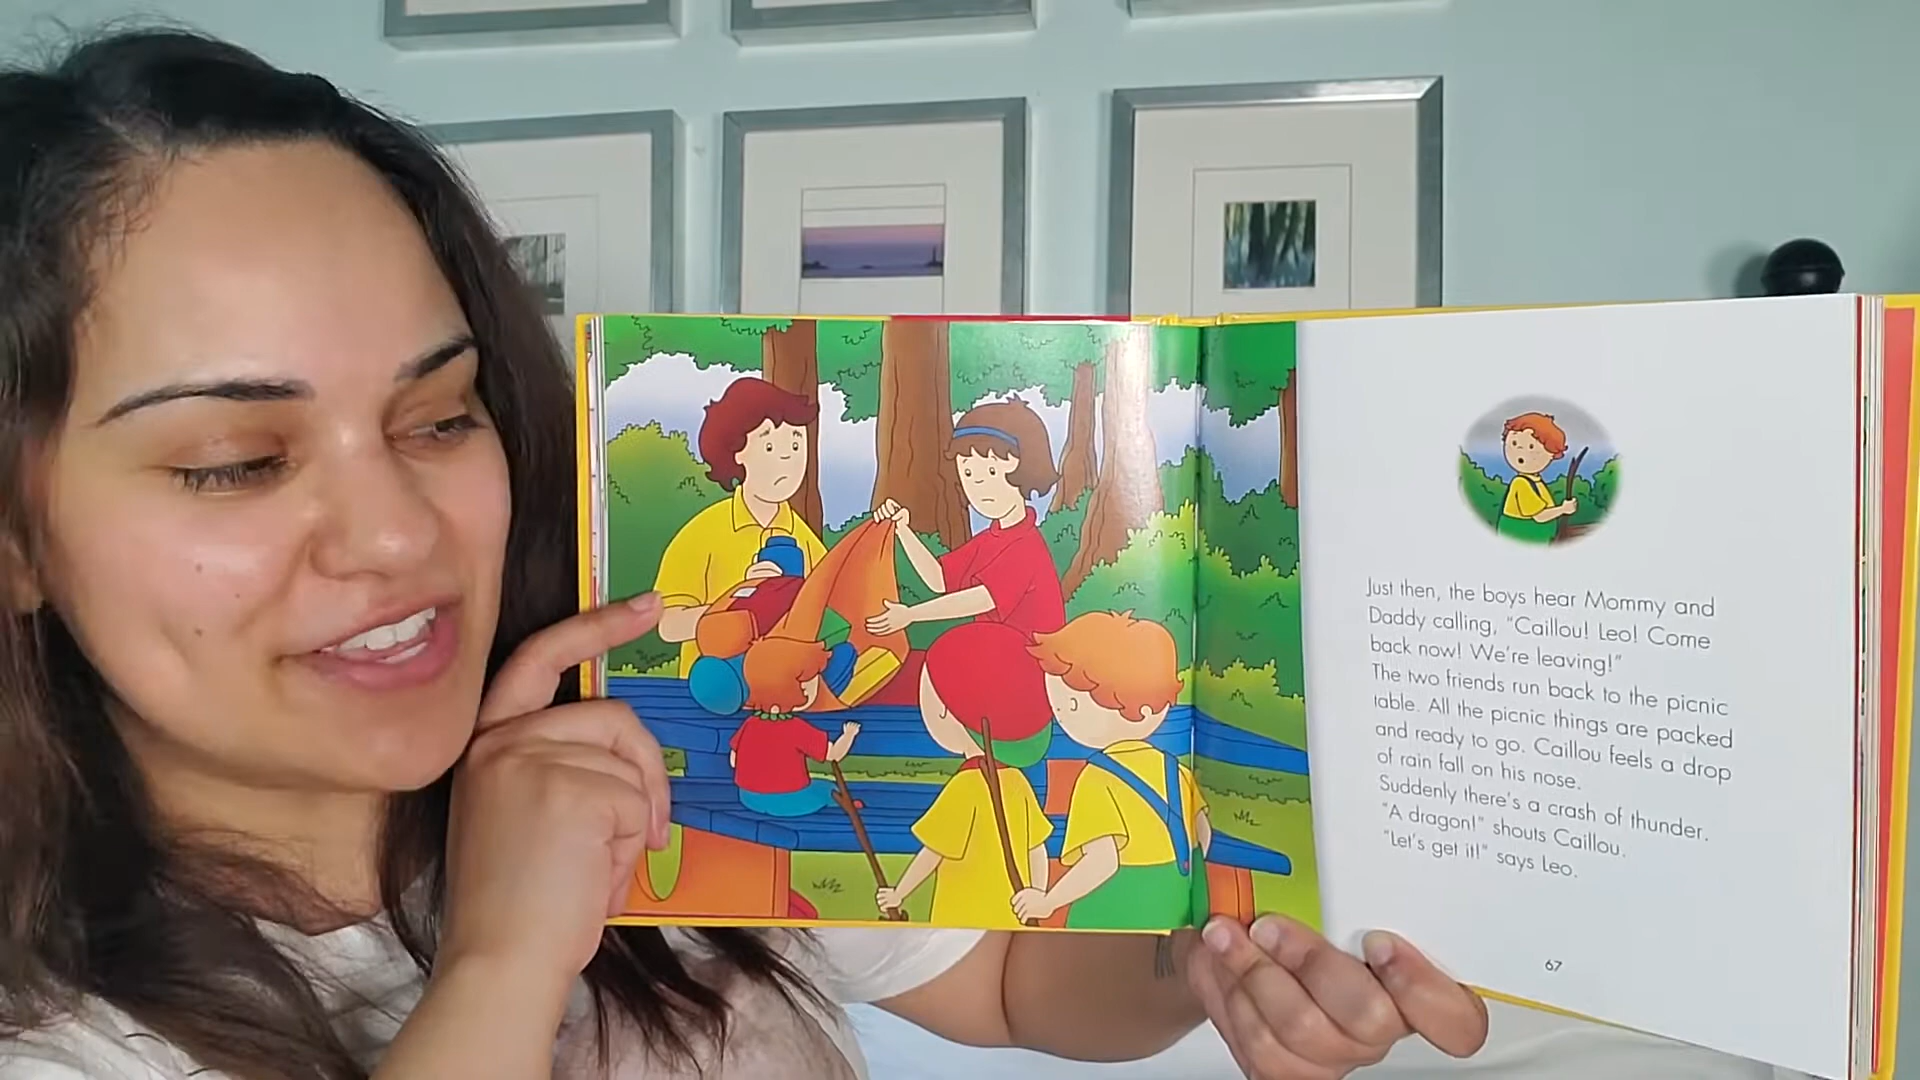 Just then, the boys hear Mommy and
Daddy calling, "Caillou! Leo! Come
back now! We're leaving!"
The two friends run back to the picnic
table. All the picnic things are packed
and ready to go. Caillou feels a drop
of rain fall on his nose.
Suddenly there's a crash of thunder.
"A dragon!" shouts Caillou.
"Let's get it!" says Leo.
67